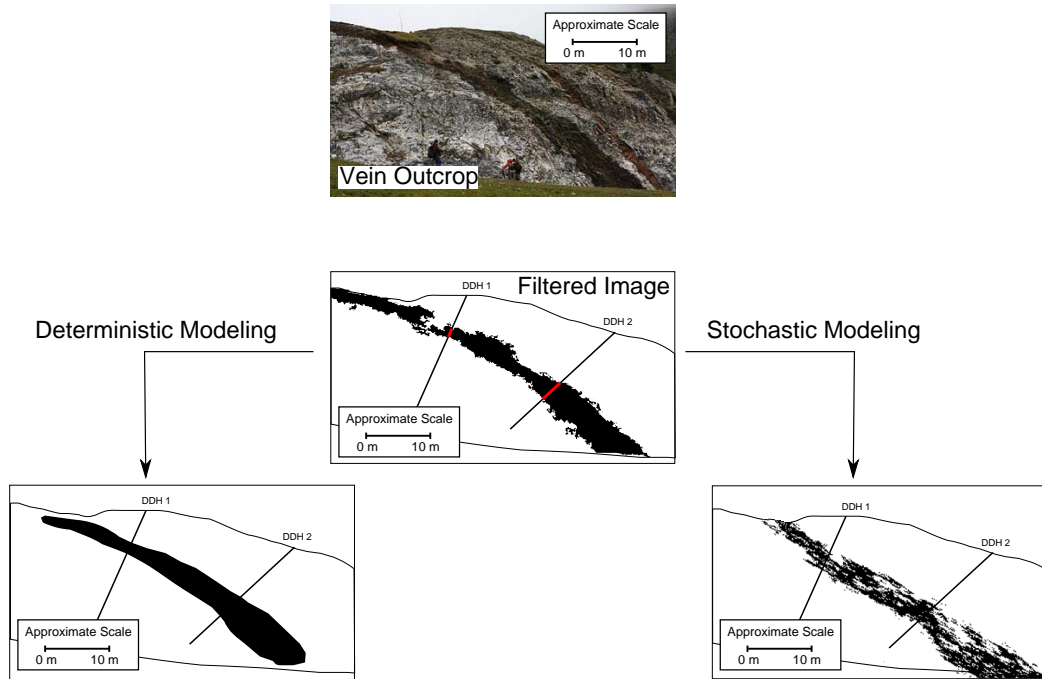 Approximate Scale
0 m 10 m
Vein Outcrop
Filtered Image
DDH 1
DDH 2
Approximate Scale
0 m 10 m
Deterministic Modeling
Stochastic Modeling
DDH 1
DDH 2
Approximate Scale
0 m 10 m
DDH 1
DDH 2
Approximate Scale
0 m 10 m